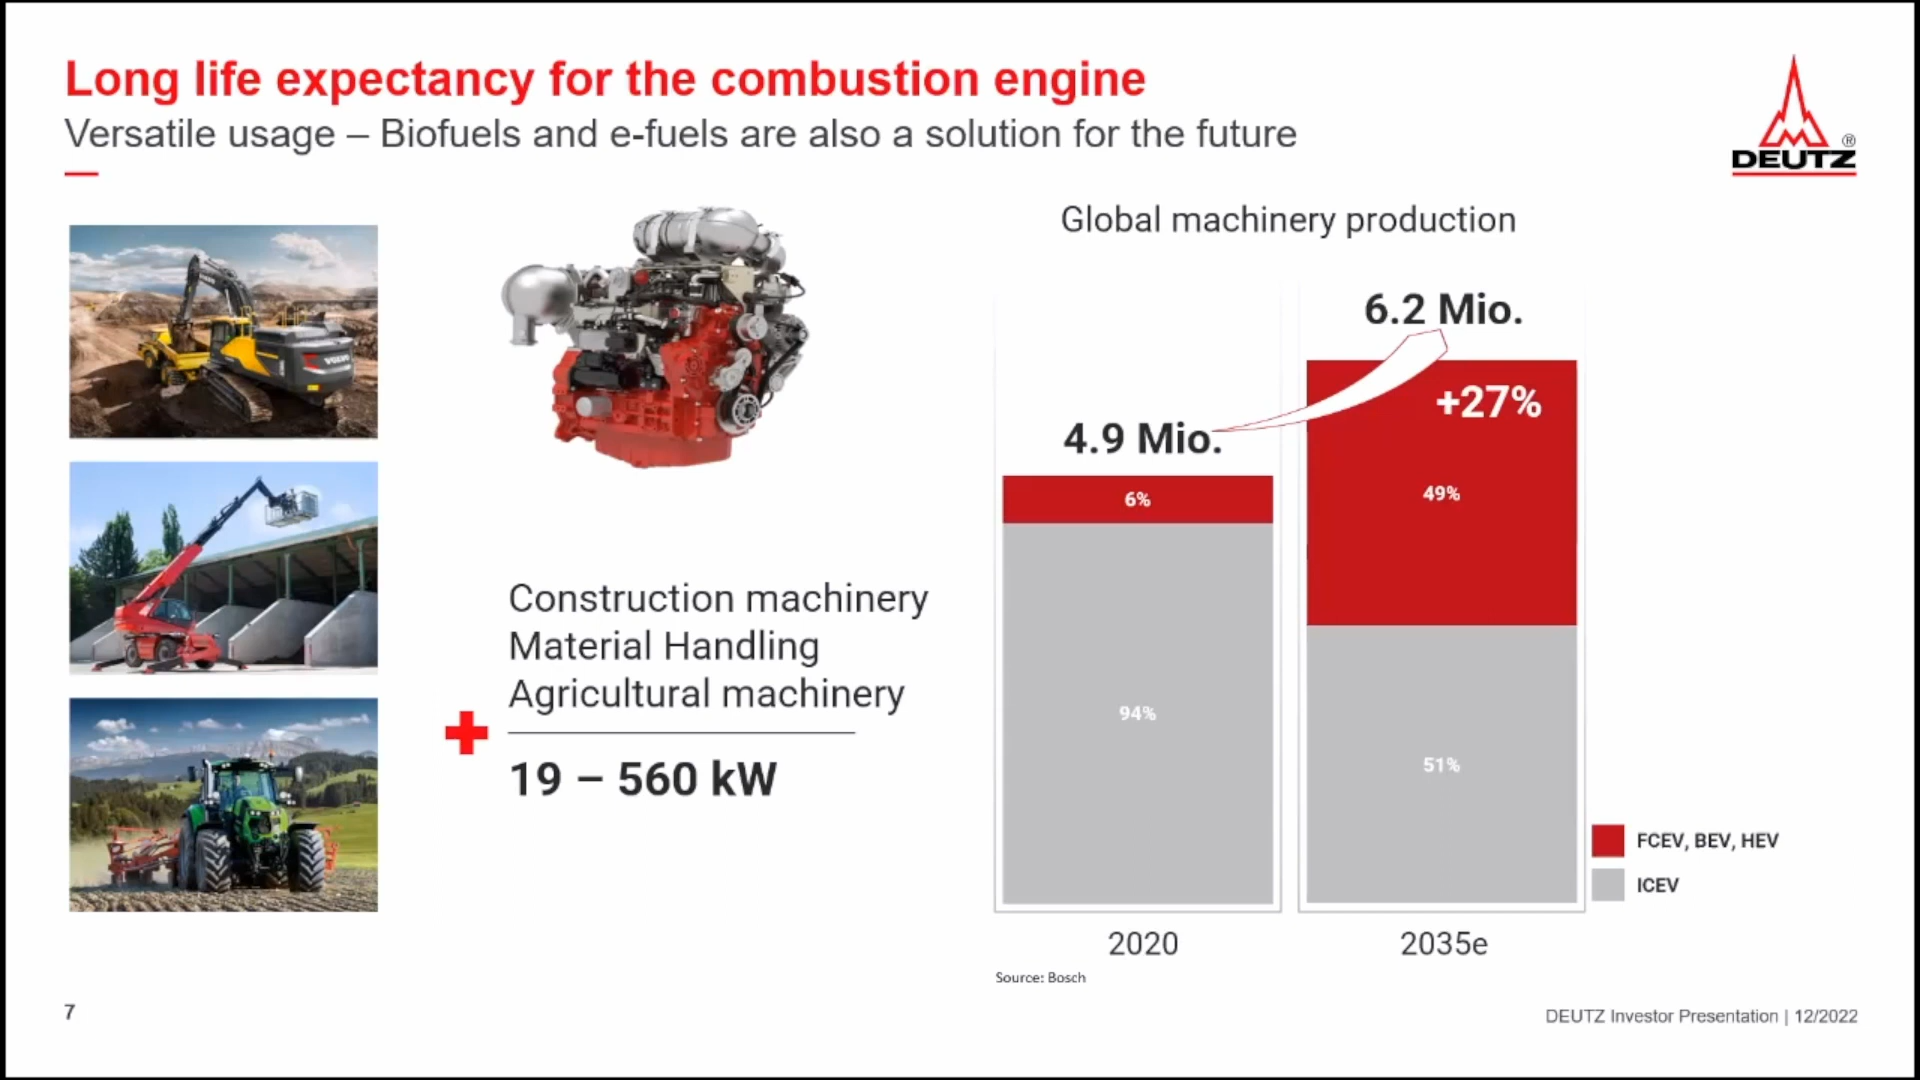 Long life expectancy for the combustion engine
Versatile usage – Biofuels and e-fuels are also a solution for the future
®
DEUTZ
VOLVO
Construction machinery
Material Handling
Agricultural machinery
19 – 560 kW
Global machinery production
6.2 Mio.
+27%
4.9 Mio.
6%
49%
94%
51%
FCEV, BEV, HEV
ICEV
2020
2035e
Source: Bosch
7
DEUTZ Investor Presentation | 12/2022